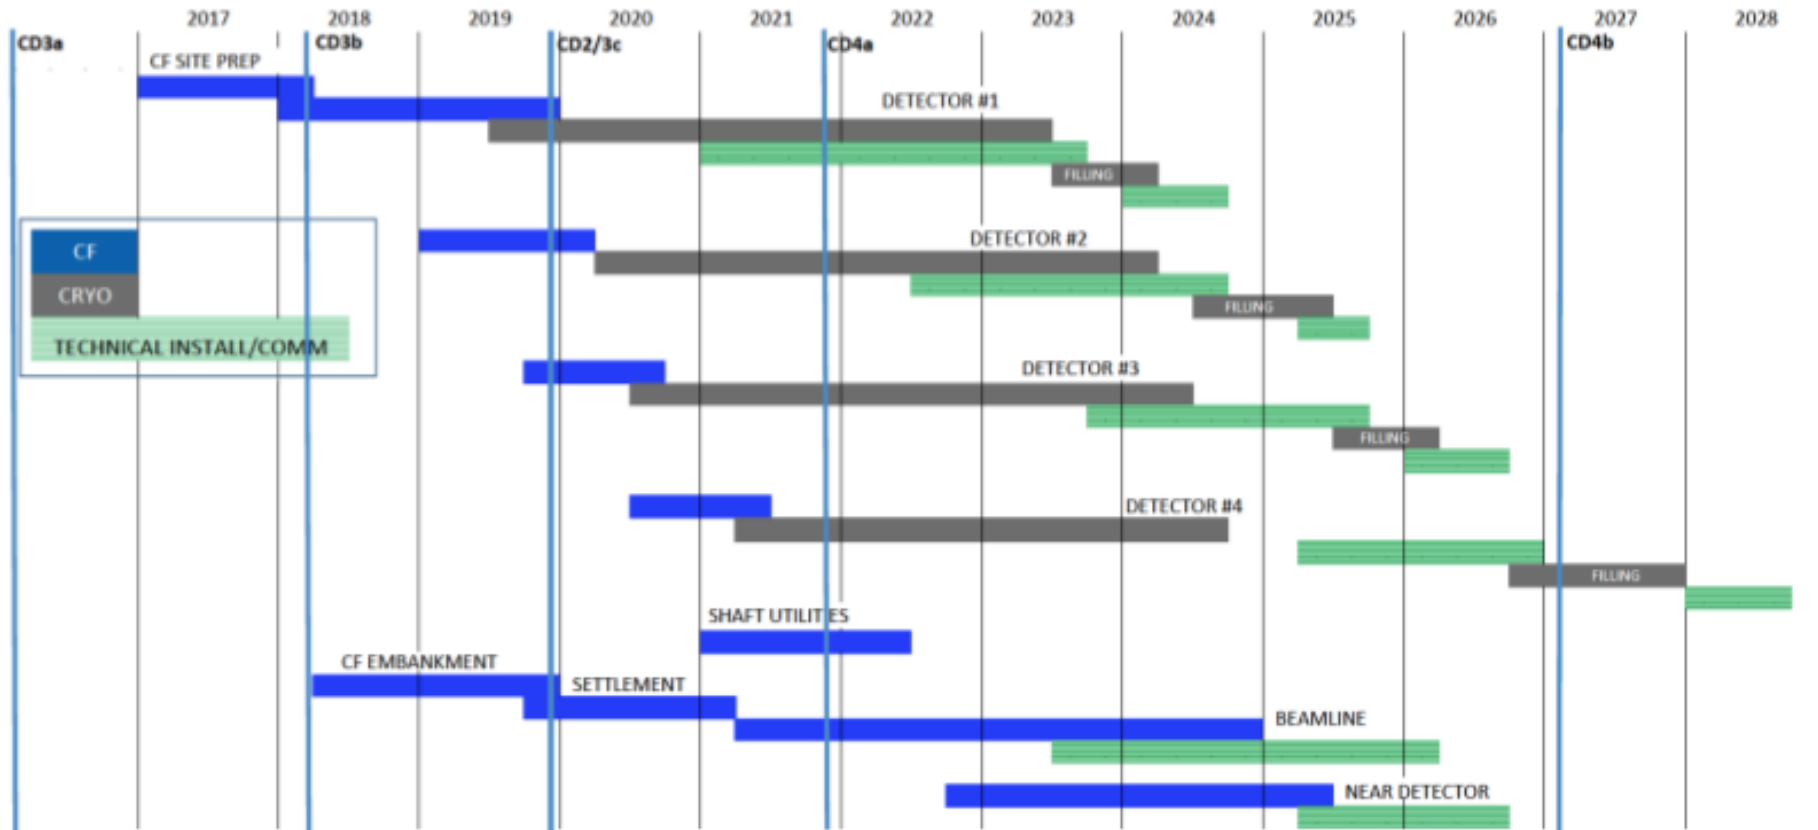 2017 2018 2019 2020 2021 2022 2023 2024 2025 2026 2027 2028
CD3a CD3b CD2/3c CD4a CD4b
CF SITE PREP
DETECTOR #1
FILLING
DETECTOR #2
CF
CRYO
FILLING
TECHNICAL INSTALL/COMM
DETECTOR #3
FILLING
DETECTOR #4
FILLING
SHAFT UTILITIES
CF EMBANKMENT
SETTLEMENT
BEAMLINE
NEAR DETECTOR